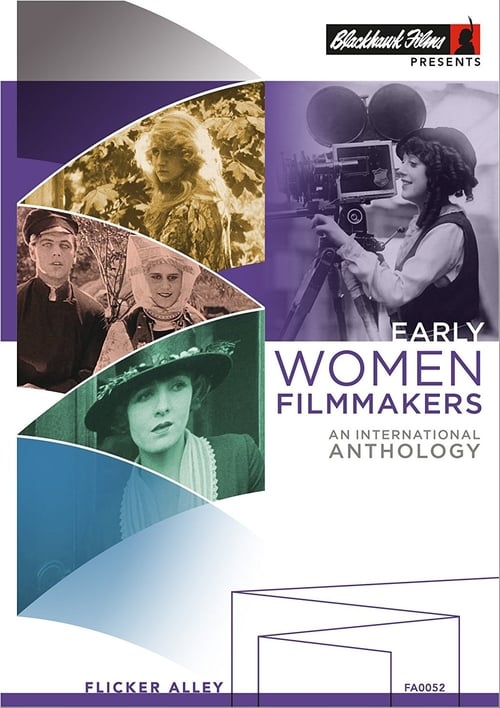 Blackhawk Films
PRESENTS
EARLY
WOMEN
FILMMAKERS
AN INTERNATIONAL
ANTHOLOGY
FLICKER ALLEY
FA0052